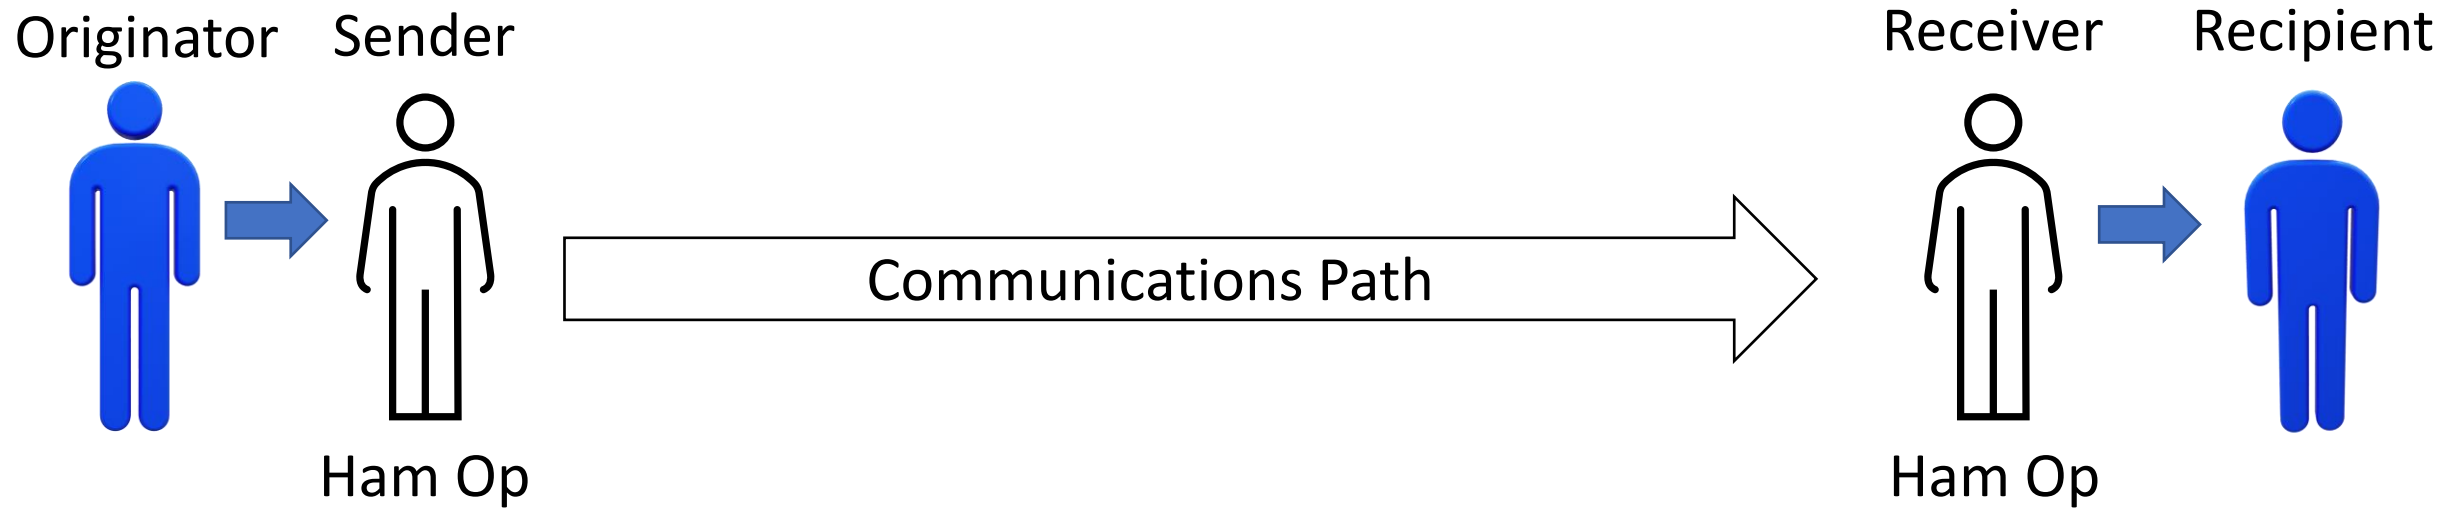 Originator
Sender
Receiver
Recipient
Communications Path
Ham Op
Ham Op